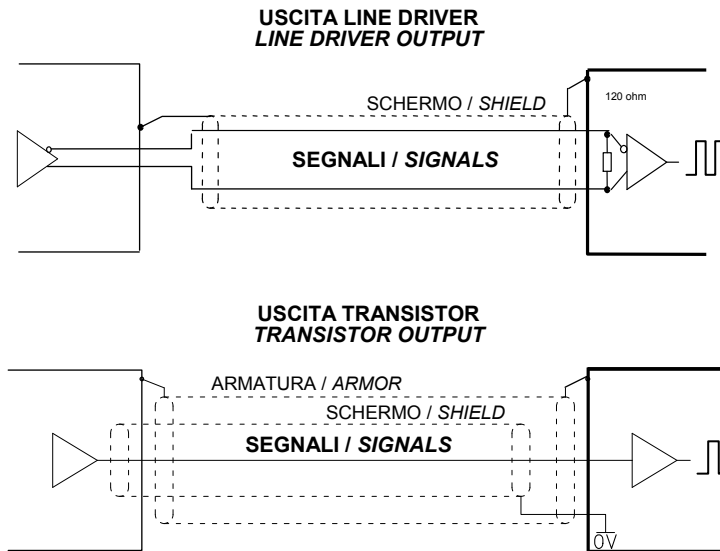 USCITA LINE DRIVER
LINE DRIVER OUTPUT
SCHERMO / SHIELD
120 ohm
SEGNALI / SIGNALS
USCITA TRANSISTOR
TRANSISTOR OUTPUT
ARMATURA / ARMOR
SCHERMO / SHIELD
SEGNALI / SIGNALS
0V